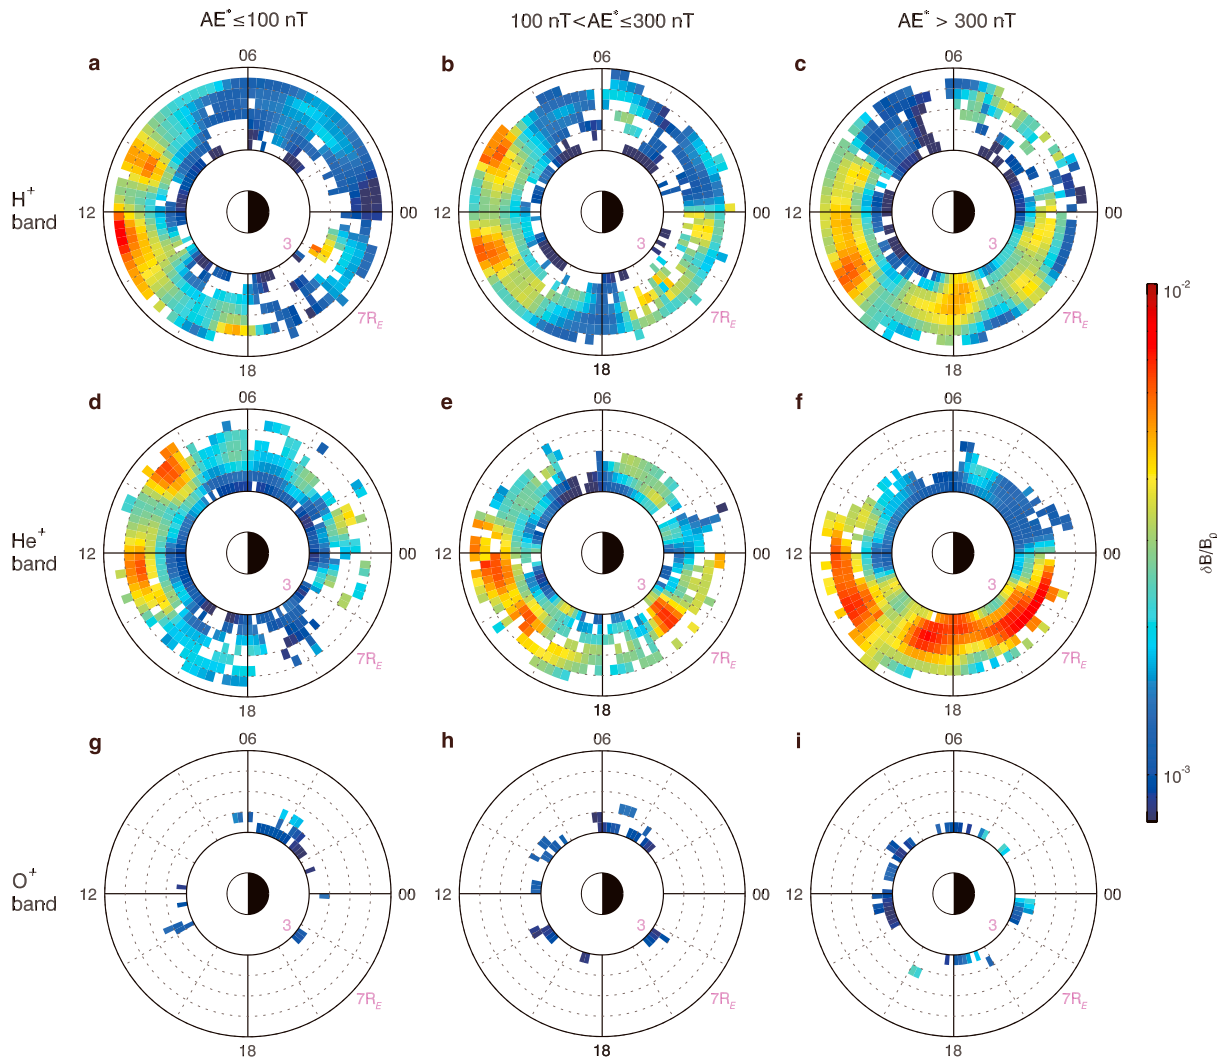 AE*≤100 nT 100 nT<AE*≤300 nT AE* > 300 nT
a 06 b 06 c 06
H+
band
12 00 12 00 12 00
3 3 3
7RE 7RE 7RE
18 18 18
10-2
d 06 e 06 f 06
He+
band
12 00 12 00 12 00
δB/B0
3 3 3
7RE 7RE 7RE
18 18 18
g 06 h 06 i 06
10-3
O+
band
12 00 12 00 12 00
3 3 3
7RE 7RE 7RE
18 18 18